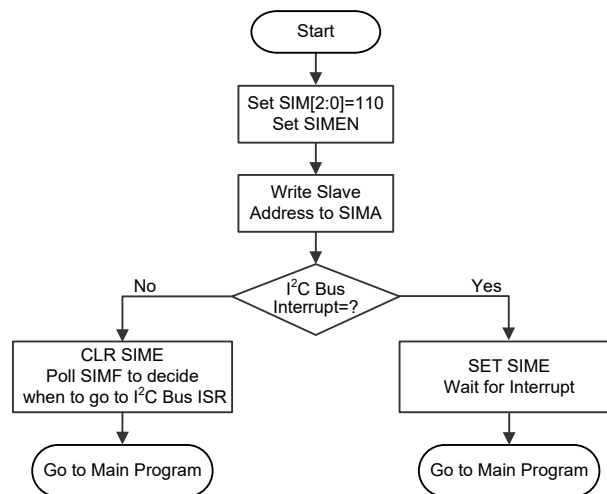 Start
Set SIM[2:0]=110
Set SIMEN
Write Slave
Address to SIMA
I²C Bus
Interrupt=?
No
Yes
CLR SIME
Poll SIMF to decide
when to go to I²C Bus ISR
SET SIME
Wait for Interrupt
Go to Main Program
Go to Main Program